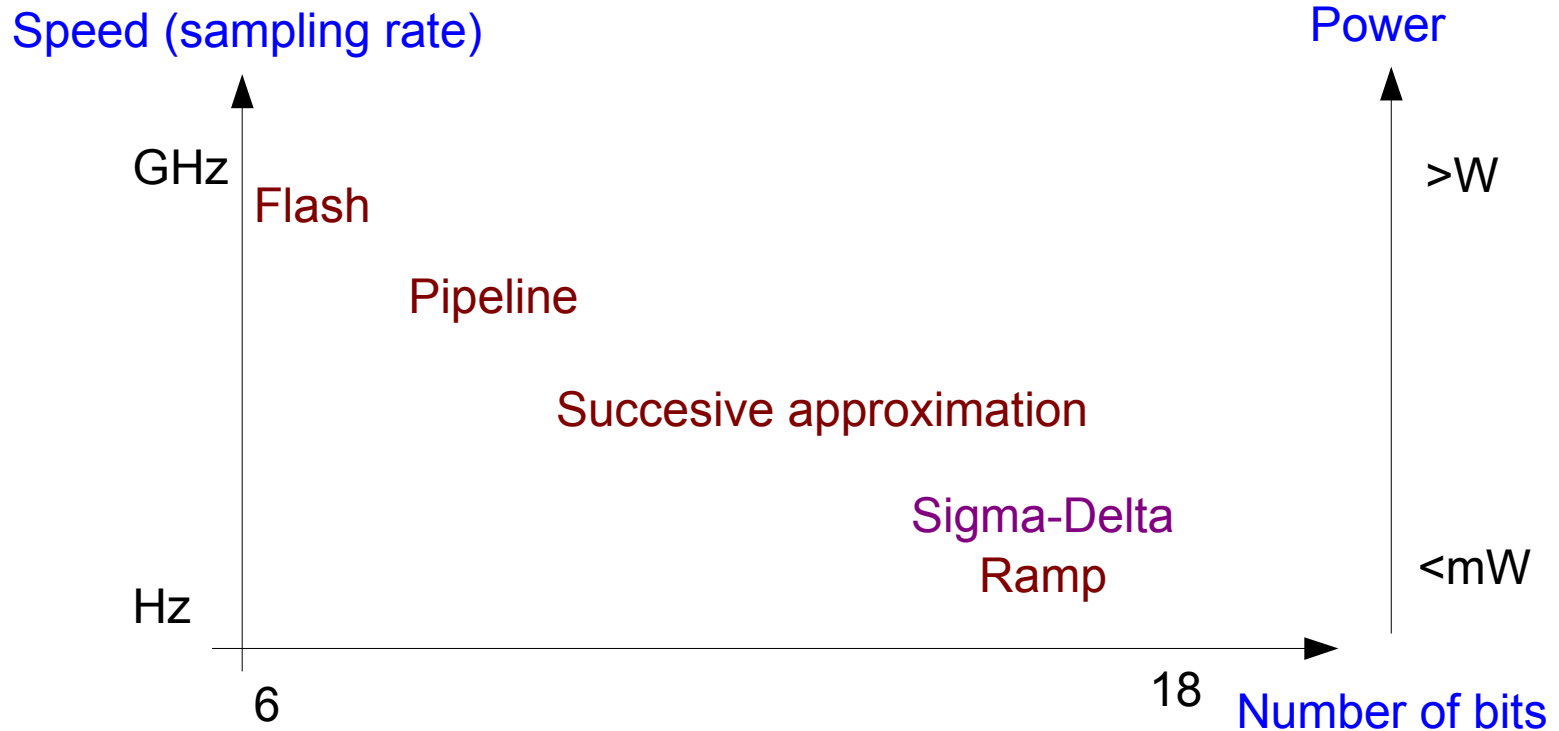 Speed (sampling rate)
Power
GHz
>W
Flash
Pipeline
Succesive approximation
Sigma-Delta
Ramp
<mW
Hz
6
18
Number of bits